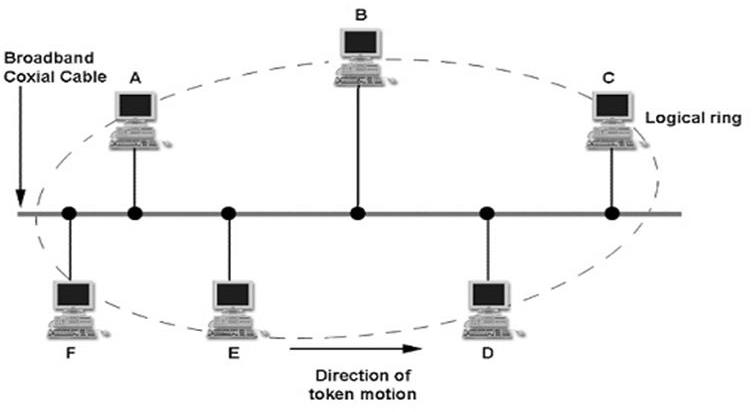 B
Broadband
Coxial Cable
A
C
Logical ring
F
E
D
Direction of
token motion